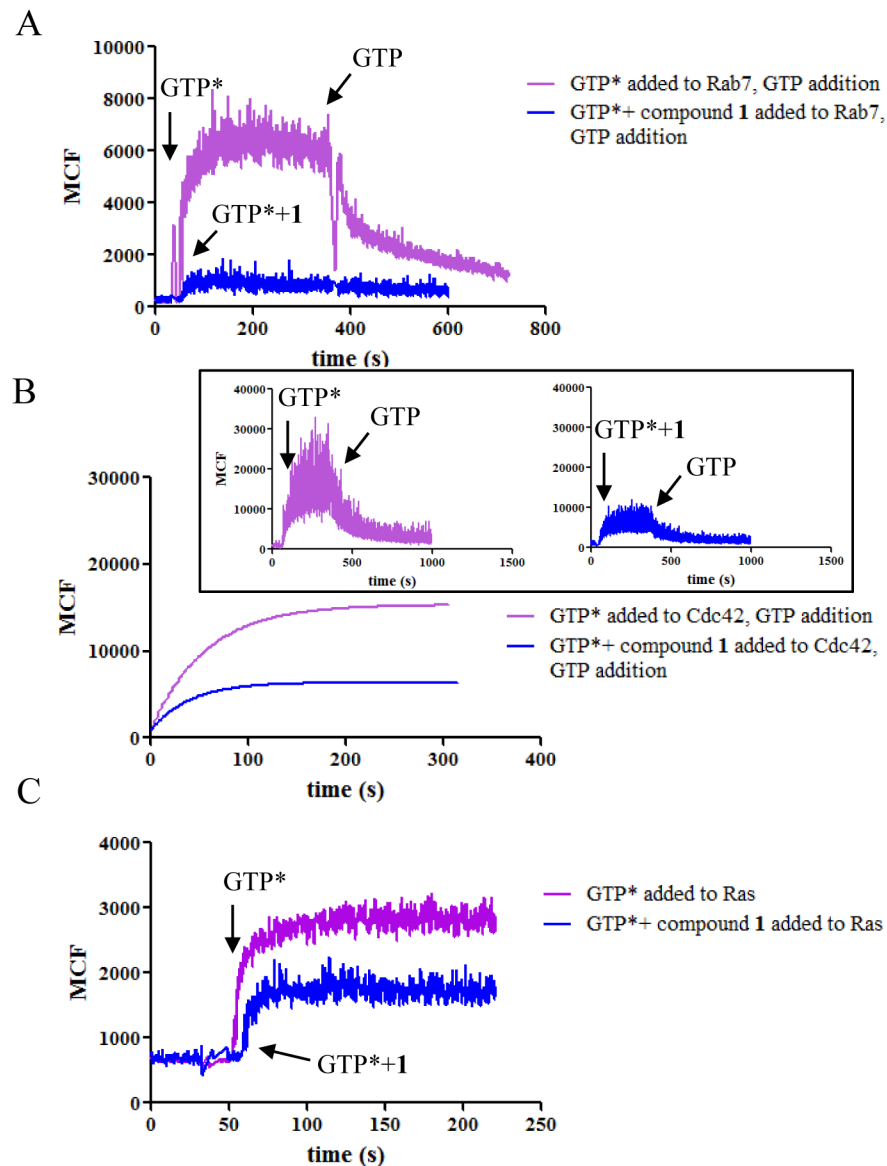 A
10000
8000
6000
4000
2000
0
MCF
GTP*
GTP
GTP*+1
0 200 400 600 800
time (s)
GTP* added to Rab7, GTP addition
GTP*+ compound 1 added to Rab7,
GTP addition
B
30000
20000
10000
0
MCF
0 100 200 300 400
time (s)
40000
30000
20000
10000
0
MCF
GTP*
GTP
0 500 1000 1500
time (s)
40000
30000
20000
10000
0
GTP*+1
GTP
0 500 1000 1500
time (s)
GTP* added to Cdc42, GTP addition
GTP*+ compound 1 added to Cdc42,
GTP addition
C
4000
3000
2000
1000
0
MCF
GTP*
GTP*+1
0 50 100 150 200 250
time (s)
GTP* added to Ras
GTP*+ compound 1 added to Ras